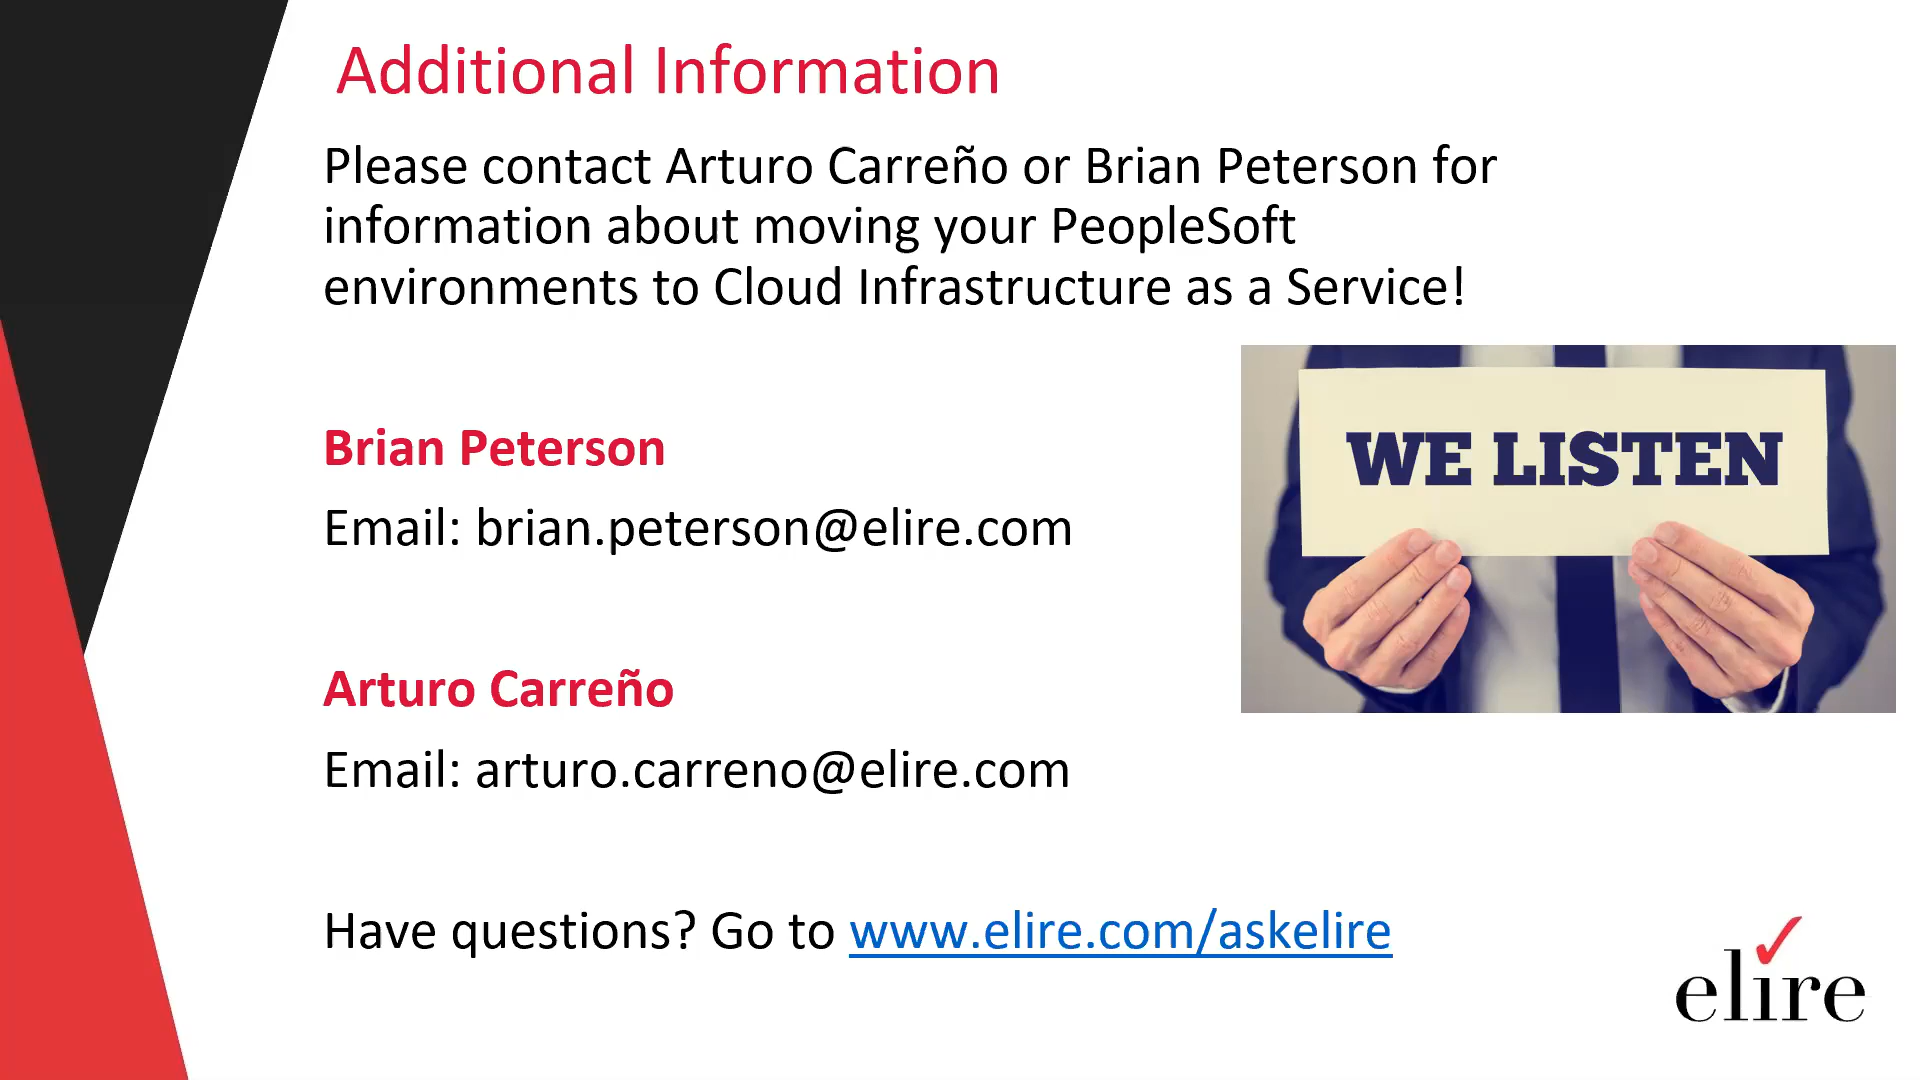 Additional Information
Please contact Arturo Carreño or Brian Peterson for
information about moving your PeopleSoft
environments to Cloud Infrastructure as a Service!
WE LISTEN
Brian Peterson
Email: brian.peterson@elire.com
Arturo Carreño
Email: arturo.carreno@elire.com
Have questions? Go to www.elire.com/askelire
elire